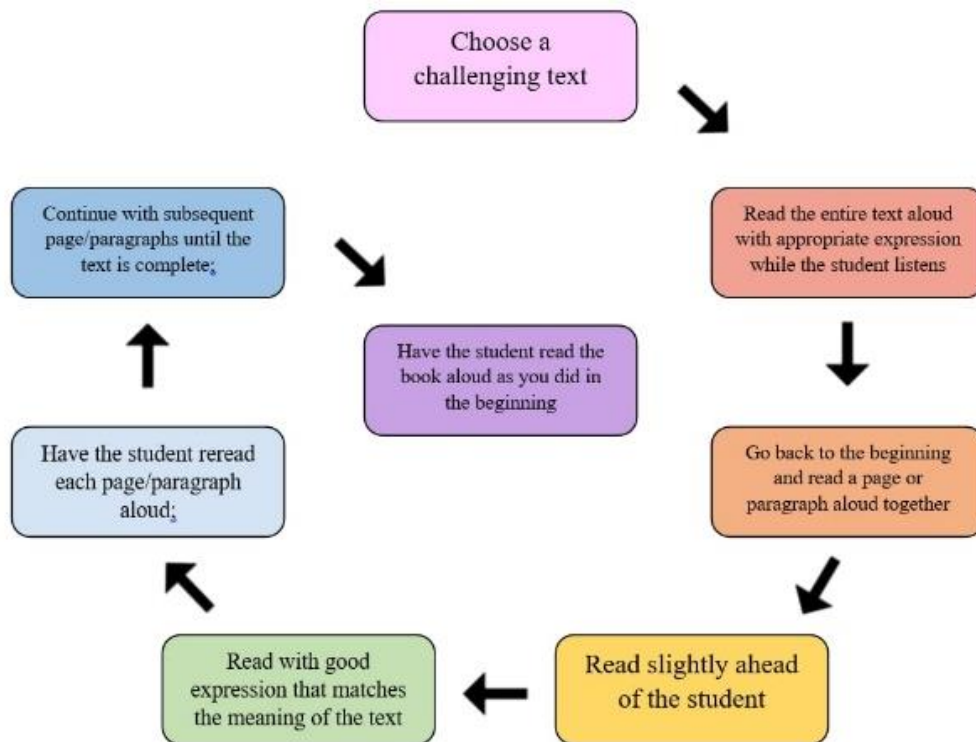 Choose a
challenging text
Read the entire text aloud
with appropriate expression
while the student listens
Go back to the beginning
and read a page or
paragraph aloud together
Read slightly ahead
of the student
Read with good
expression that matches
the meaning of the text
Have the student reread
each page/paragraph
aloud;
Continue with subsequent
page/paragraphs until the
text is complete;
Have the student read the
book aloud as you did in
the beginning